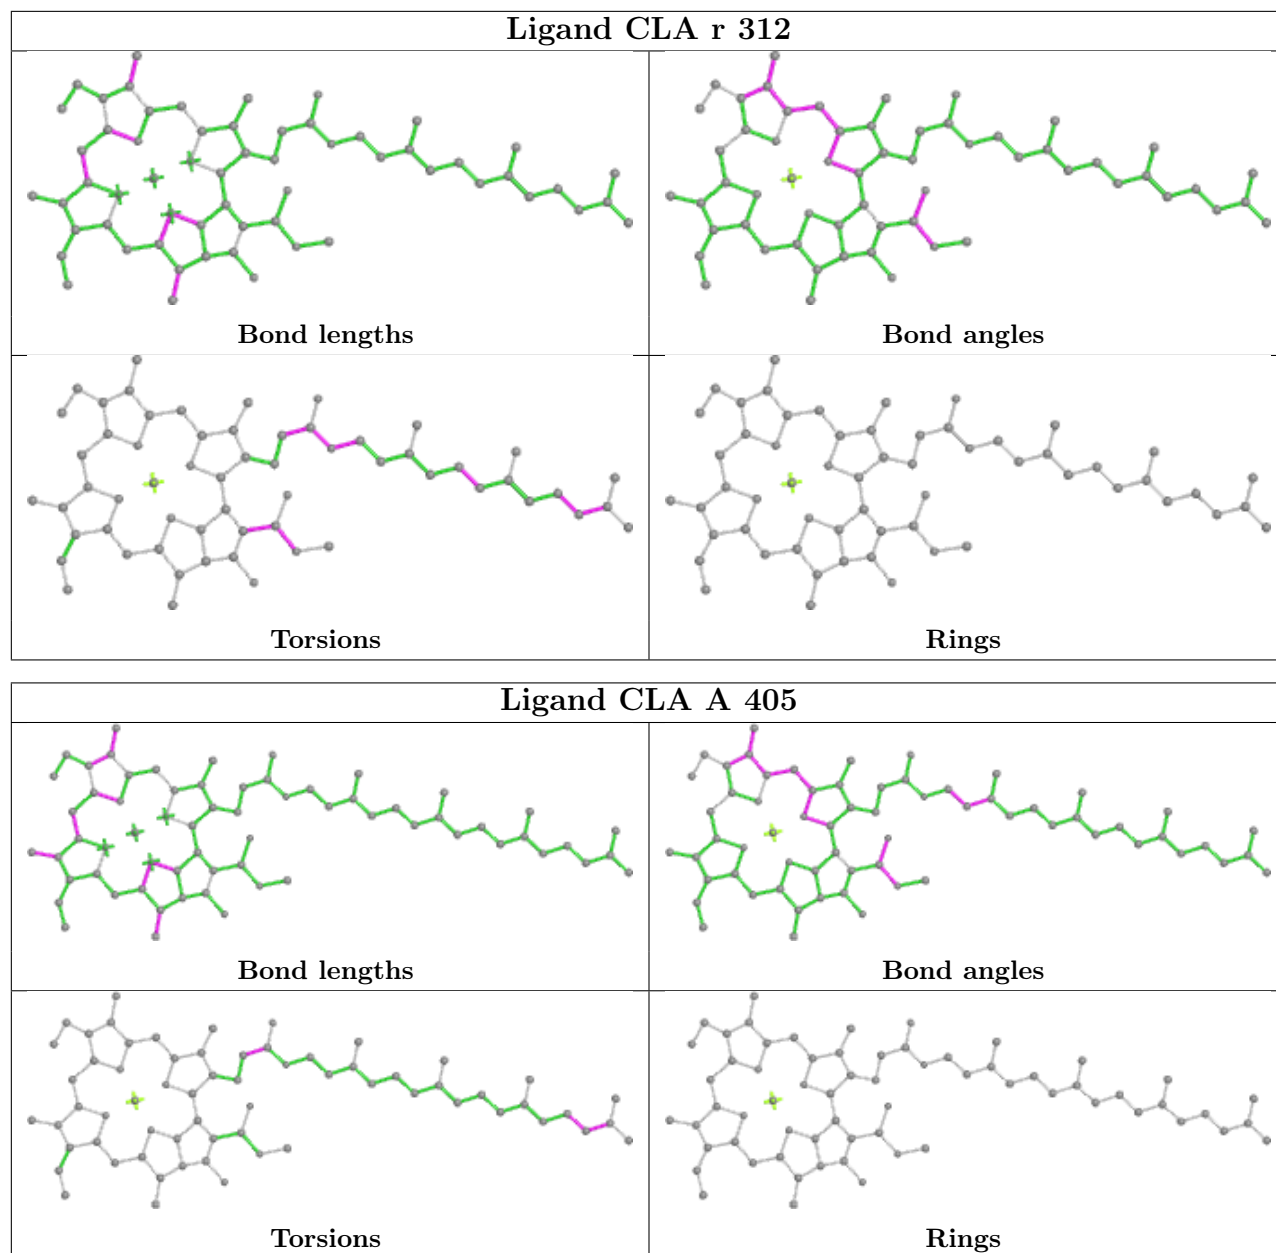 Ligand CLA r 312
Bond lengths
Bond angles
Torsions
Rings
Ligand CLA A 405
Bond lengths
Bond angles
Torsions
Rings